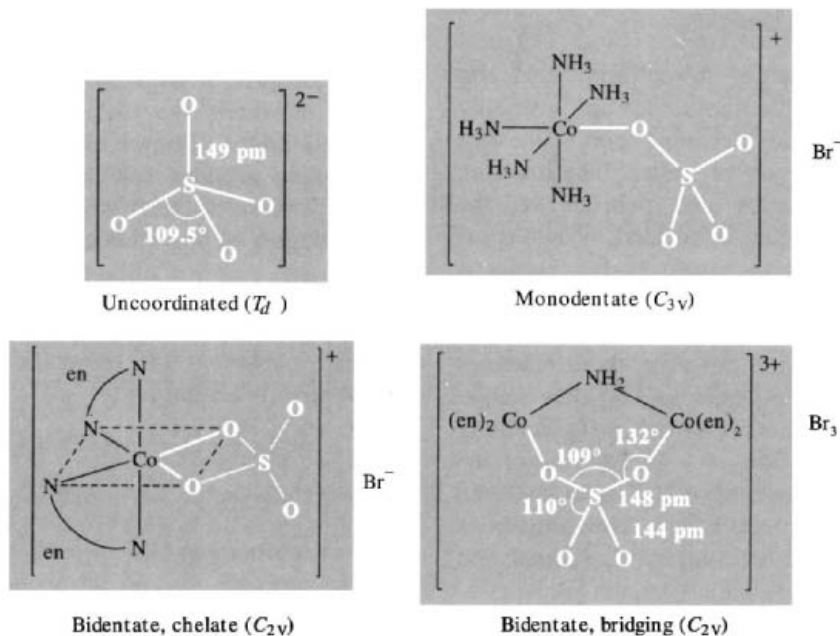 O
2−
149 pm
S
O
O
109.5°
O
Uncoordinated (Td )
+
NH3
NH3
H3N
Co
O
O
H3N
S
NH3
O
O
Br−
Monodentate (C3v)
+
en
N
N
O
O
Co
S
N
O
O
Br−
en
N
Bidentate, chelate (C2v)
3+
NH2
(en)2 Co
Co(en)2
Br3
132°
109°
O
O
110°
S
148 pm
144 pm
O
O
Bidentate, bridging (C2v)